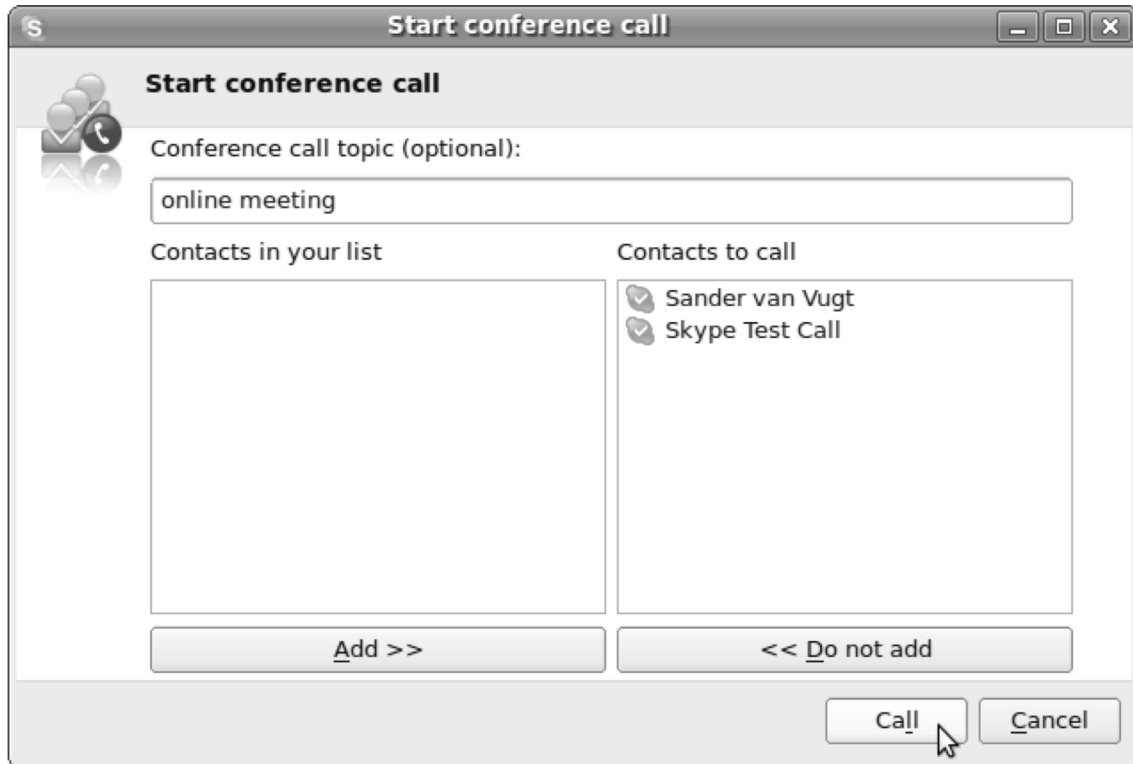 S
Start conference call
Start conference call
Conference call topic (optional):
online meeting
Contacts in your list
Contacts to call
Sander van Vugt
Skype Test Call
Add >>
<< Do not add
Call
Cancel